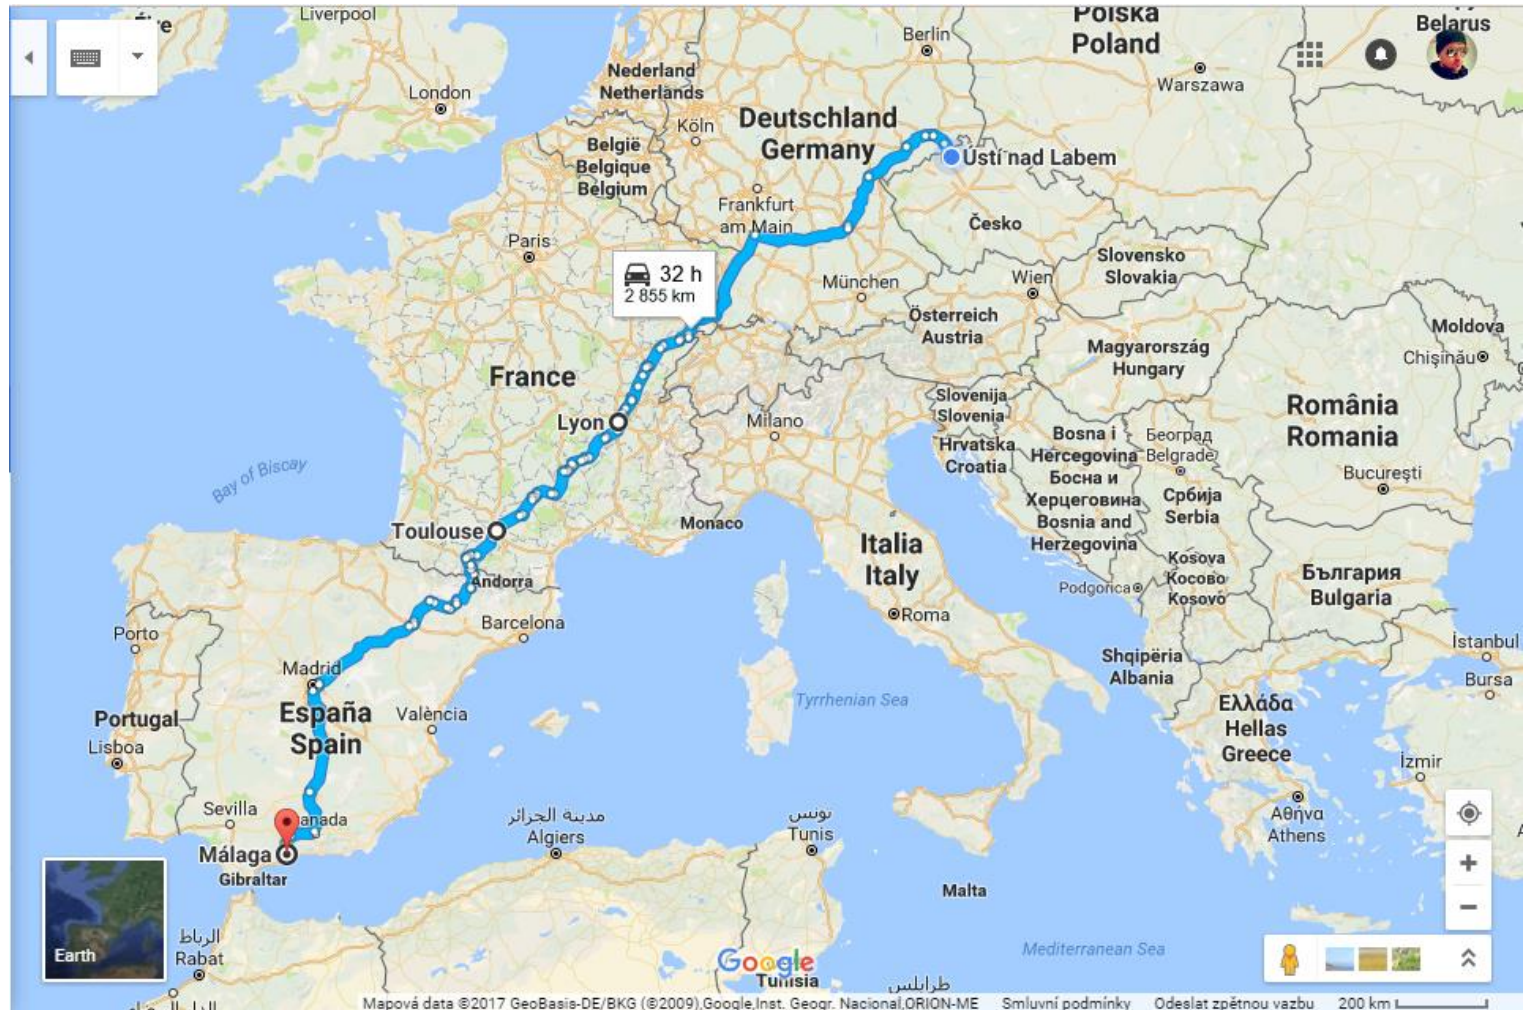 Éire
Liverpool
London
Nederland
Netherlands
België
Belgique
Belgium
Köln
Deutschland
Germany
Berlin
Polska
Poland
Warszawa
Belarus
Ústí nad Labem
Frankfurt
am Main
Česko
Paris
32 h
2 855 km
München
Wien
Slovensko
Slovakia
Österreich
Austria
Magyarország
Hungary
Moldova
Chișinău
France
Lyon
Milano
Slovenija
Slovenia
Hrvatska
Croatia
Bosna i
Hercegovina
Босна и
Херцеговина
Bosnia and
Herzegovina
Београд
Belgrade
Србија
Serbia
România
Romania
București
Bay of Biscay
Toulouse
Monaco
Andorra
Italia
Italy
Roma
Podgorica
Kosova
Косово
Kosovo
България
Bulgaria
Porto
Barcelona
Madrid
Shqipëria
Albania
İstanbul
Bursa
Portugal
Lisboa
España
Spain
València
Tyrrhenian Sea
Ελλάδα
Hellas
Greece
İzmir
Sevilla
anada
Málaga
Gibraltar
مدينة الجزائر
Algiers
تونس
Tunis
Αθήνα
Athens
Malta
Earth
الرباط
Rabat
Mediterranean Sea
Google
Tunisia
طرابلس
Mapová data ©2017 GeoBasis-DE/BKG (©2009),Google,Inst. Geogr. Nacional,ORION-ME Smluvní podmínky Odeslat zpětnou vazbu 200 km